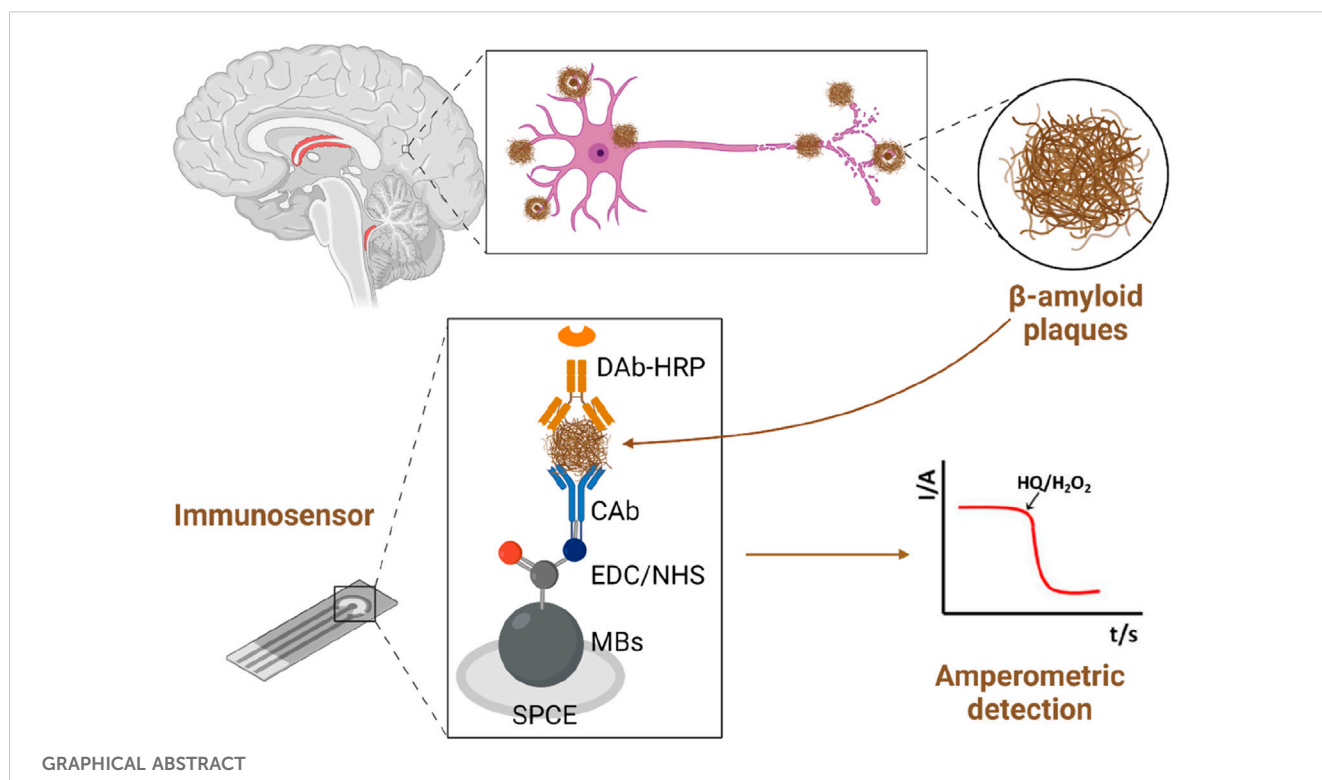 β-amyloid
plaques
DAb-HRP
CAb
EDC/NHS
MBs
SPCE
Immunosensor
I/A
HQ/H₂O₂
t/s
Amperometric
detection
GRAPHICAL ABSTRACT